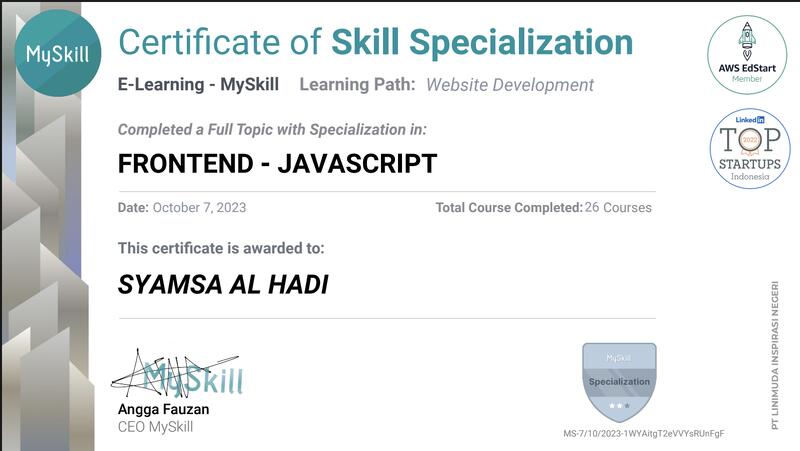 MySkill
Certificate of Skill Specialization
E-Learning - MySkill Learning Path: Website Development
AWS EdStart
Member
Completed a Full Topic with Specialization in:
FRONTEND - JAVASCRIPT
LinkedIn
TOP
2022
STARTUPS
Indonesia
Date: October 7, 2023
Total Course Completed: 26 Courses
This certificate is awarded to:
SYAMSA AL HADI
MySkill
Angga Fauzan
CEO MySkill
MySkill
Specialization
MS-7/10/2023-1WYAitgT2eVVYsRUnFgF
PT LINIMUDA INSPIRASI NEGERI